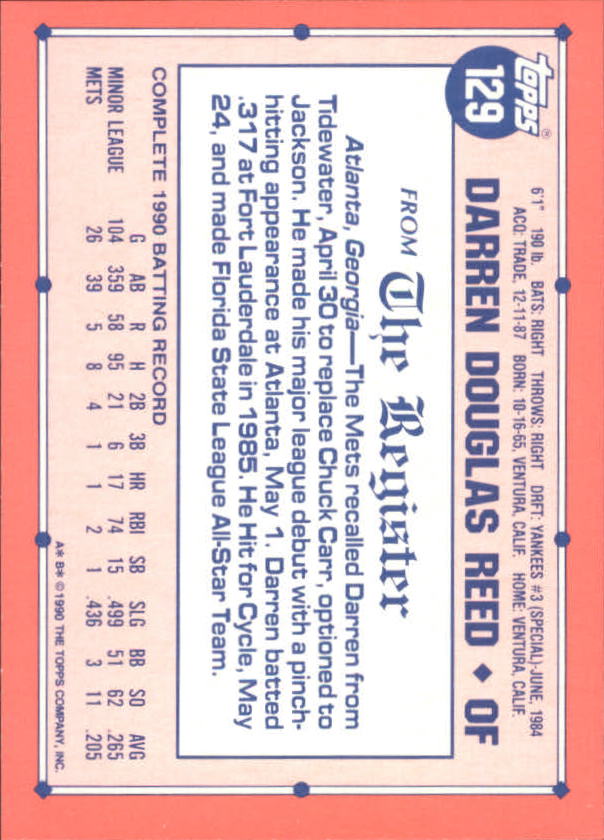 topps®
129
6'1" 190 lb. BATS: RIGHT THROWS: RIGHT DRFT: YANKEES #3 (SPECIAL)-JUNE, 1984
ACQ: TRADE, 12-11-87 BORN: 10-16-65, VENTURA, CALIF. HOME: VENTURA, CALIF.
DARREN DOUGLAS REED ◆ OF
FROM The Register
Atlanta, Georgia—The Mets recalled Darren from
Tidewater, April 30 to replace Chuck Carr, optioned to
Jackson. He made his major league debut with a pinch-
hitting appearance at Atlanta, May 1. Darren batted
.317 at Fort Lauderdale in 1985. He Hit for Cycle, May
24, and made Florida State League All-Star Team.
COMPLETE 1990 BATTING RECORD
G AB R H 2B 3B HR RBI SB SLG BB SO AVG
MINOR LEAGUE 104 359 58 95 21 6 17 74 15 .499 51 62 .265
METS 26 39 5 8 4 1 1 2 1 .436 3 11 .205
A* B* ©1990 THE TOPPS COMPANY, INC.